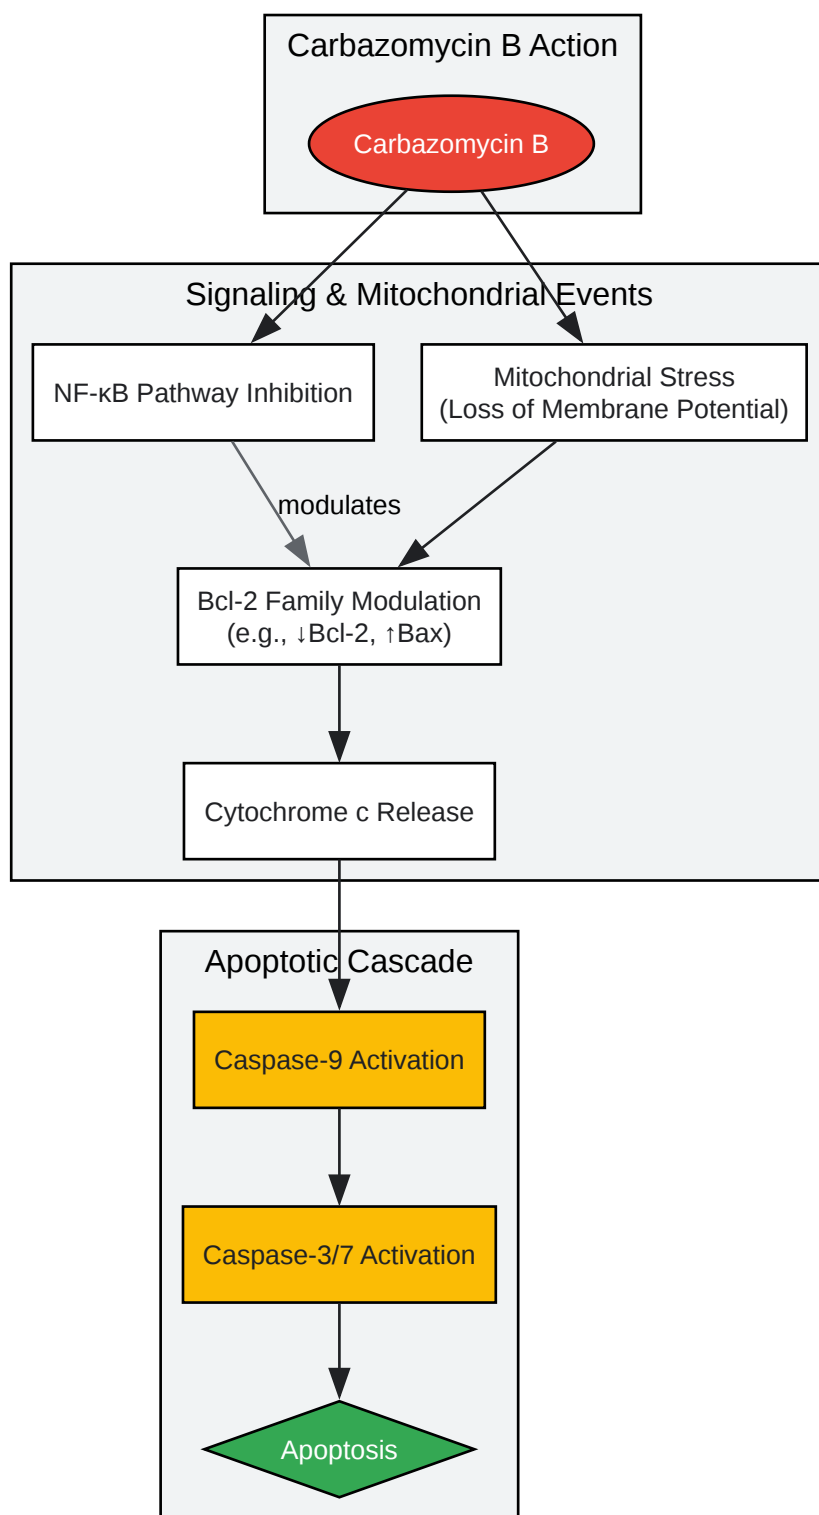 Carbazomycin B Action
Carbazomycin B
Signaling & Mitochondrial Events
NF-κB Pathway Inhibition
Mitochondrial Stress
(Loss of Membrane Potential)
modulates
Bcl-2 Family Modulation
(e.g., ↓Bcl-2, ↑Bax)
Cytochrome c Release
Apoptotic Cascade
Caspase-9 Activation
Caspase-3/7 Activation
Apoptosis